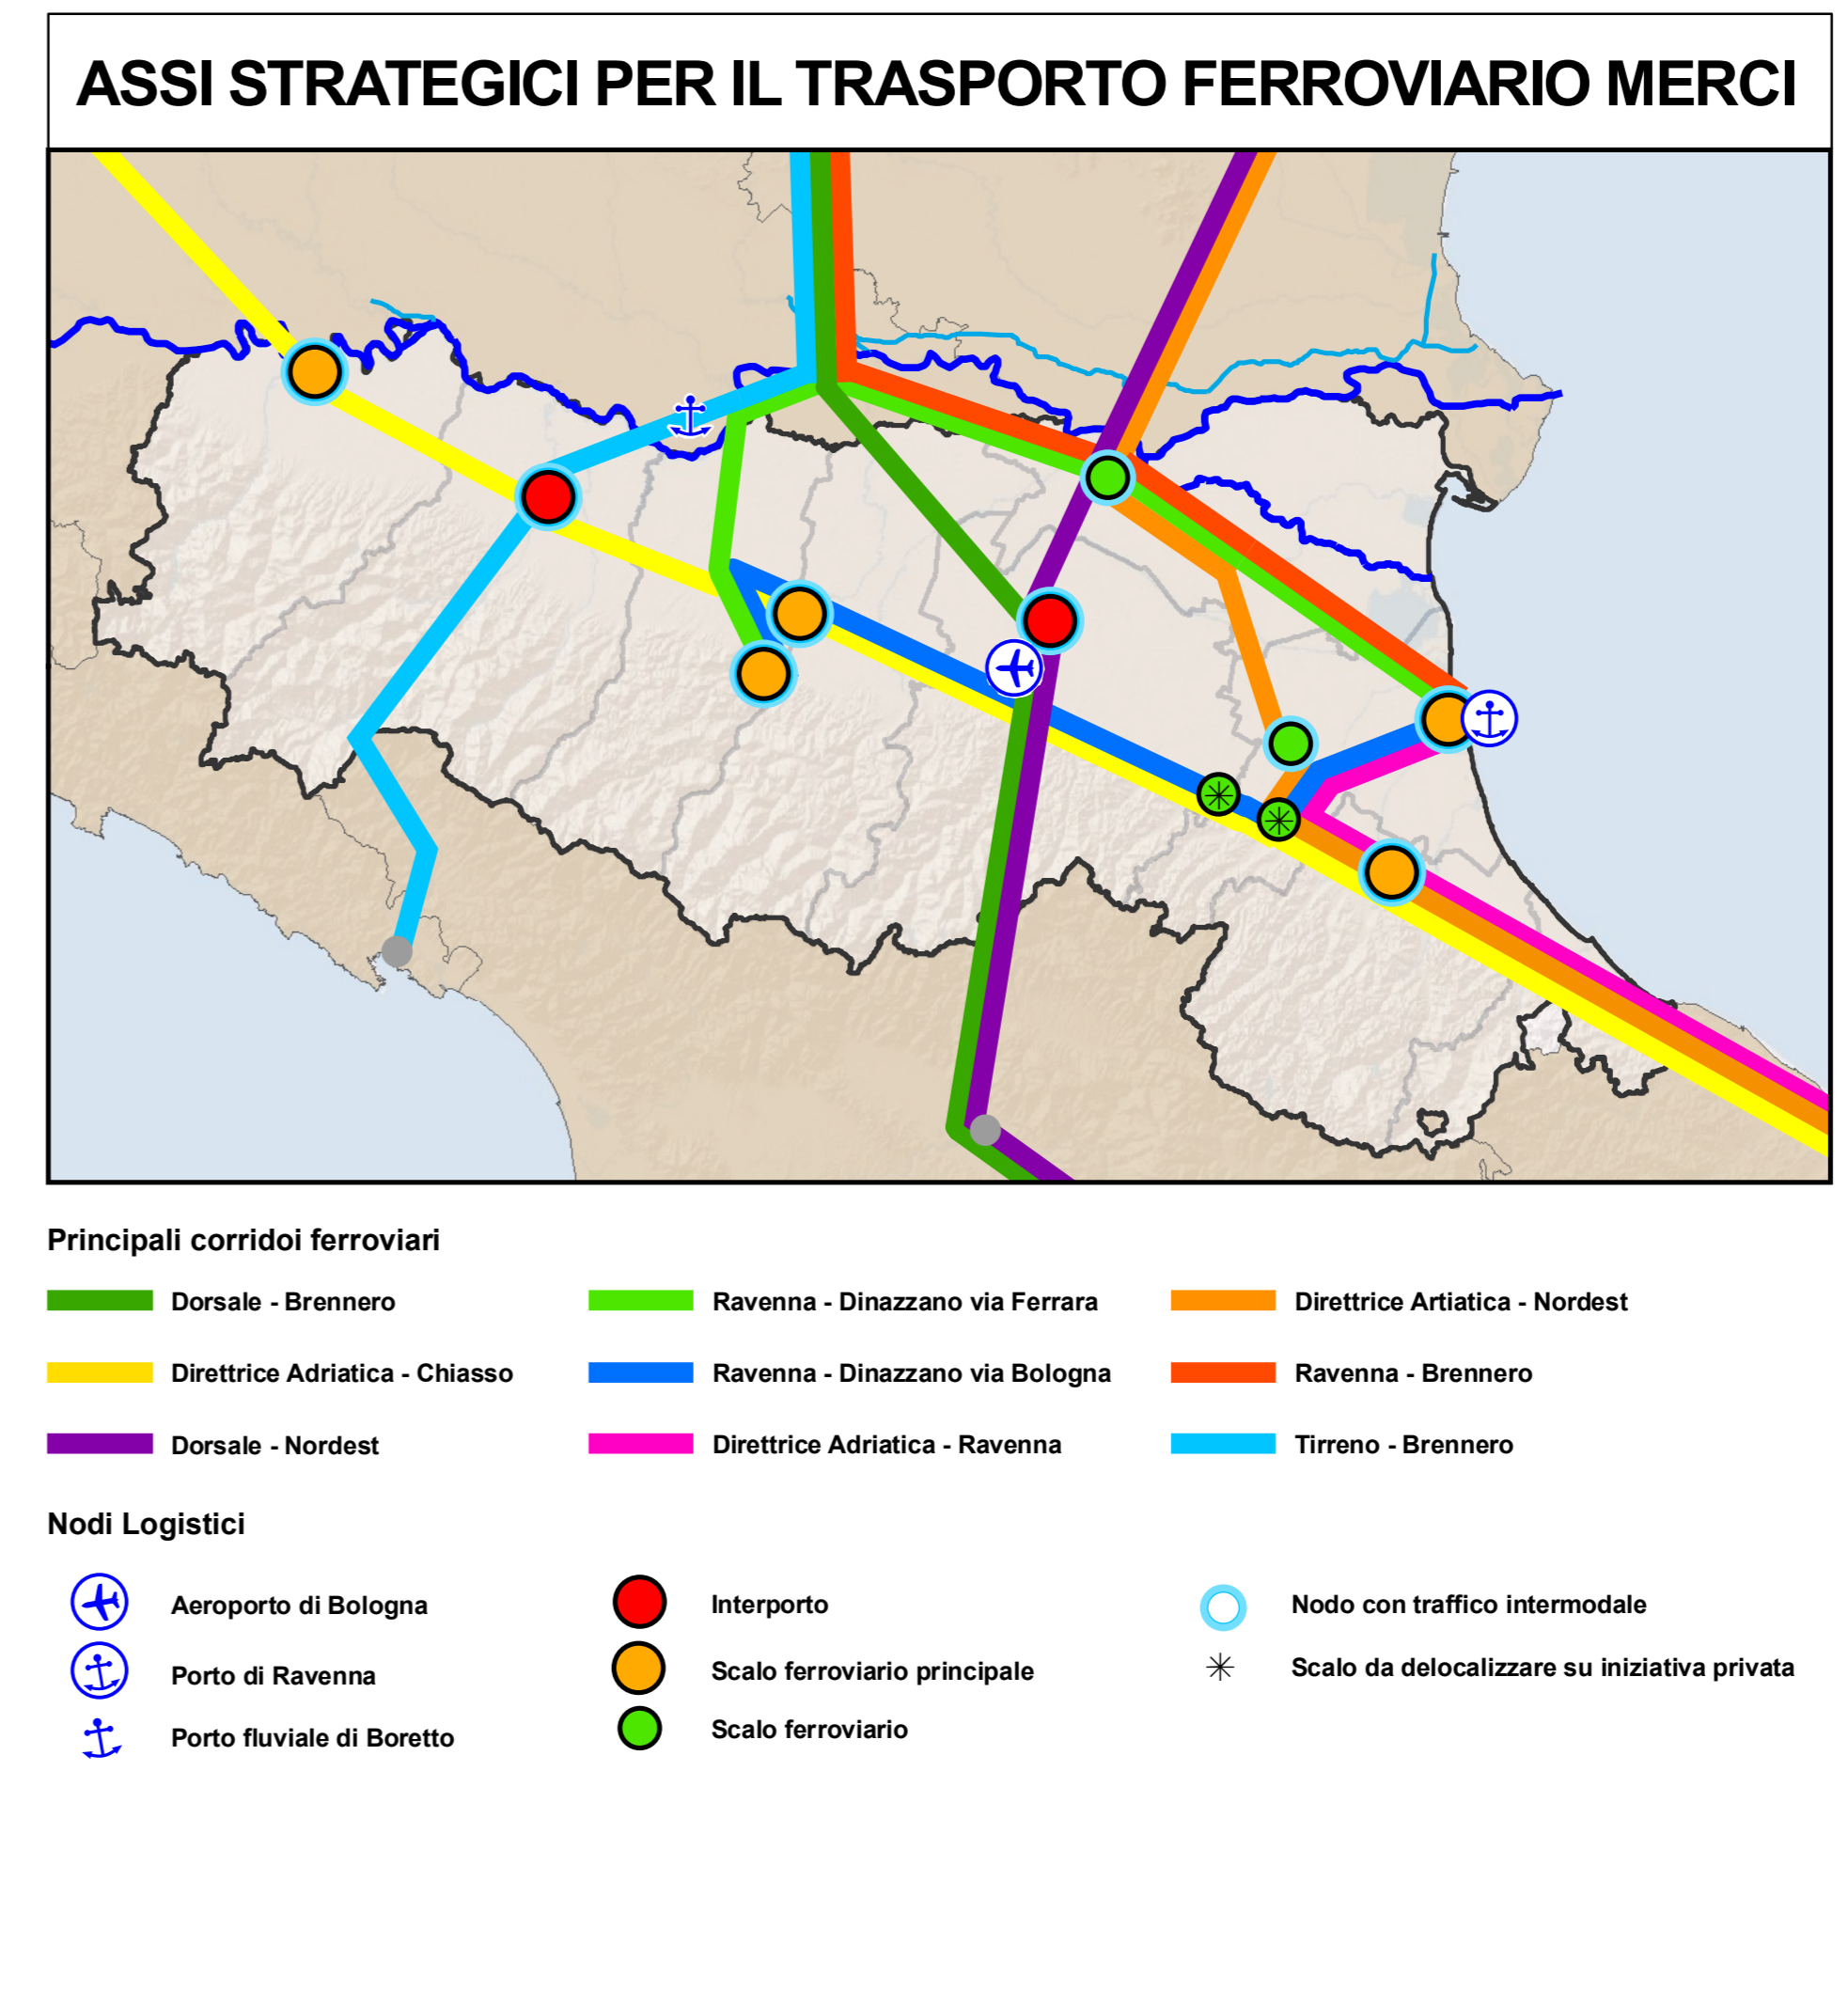 ASSI STRATEGICI PER IL TRASPORTO FERROVIARIO MERCI
Principali corridoi ferroviari
Dorsale - Brennero
Ravenna - Dinazzano via Ferrara
Direttrice Artiatica - Nordest
Direttrice Adriatica - Chiasso
Ravenna - Dinazzano via Bologna
Ravenna - Brennero
Dorsale - Nordest
Direttrice Adriatica - Ravenna
Tirreno - Brennero
Nodi Logistici
Aeroporto di Bologna
Interporto
Nodo con traffico intermodale
Porto di Ravenna
Scalo ferroviario principale
Scalo da delocalizzare su iniziativa privata
Porto fluviale di Boretto
Scalo ferroviario